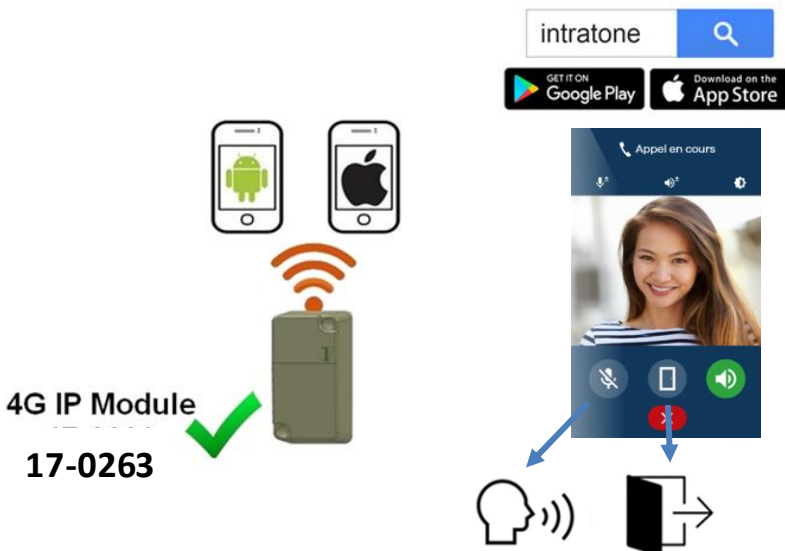 intratone
GET IT ON
Google Play
Download on the
App Store
Appel en cours
4G IP Module
17-0263